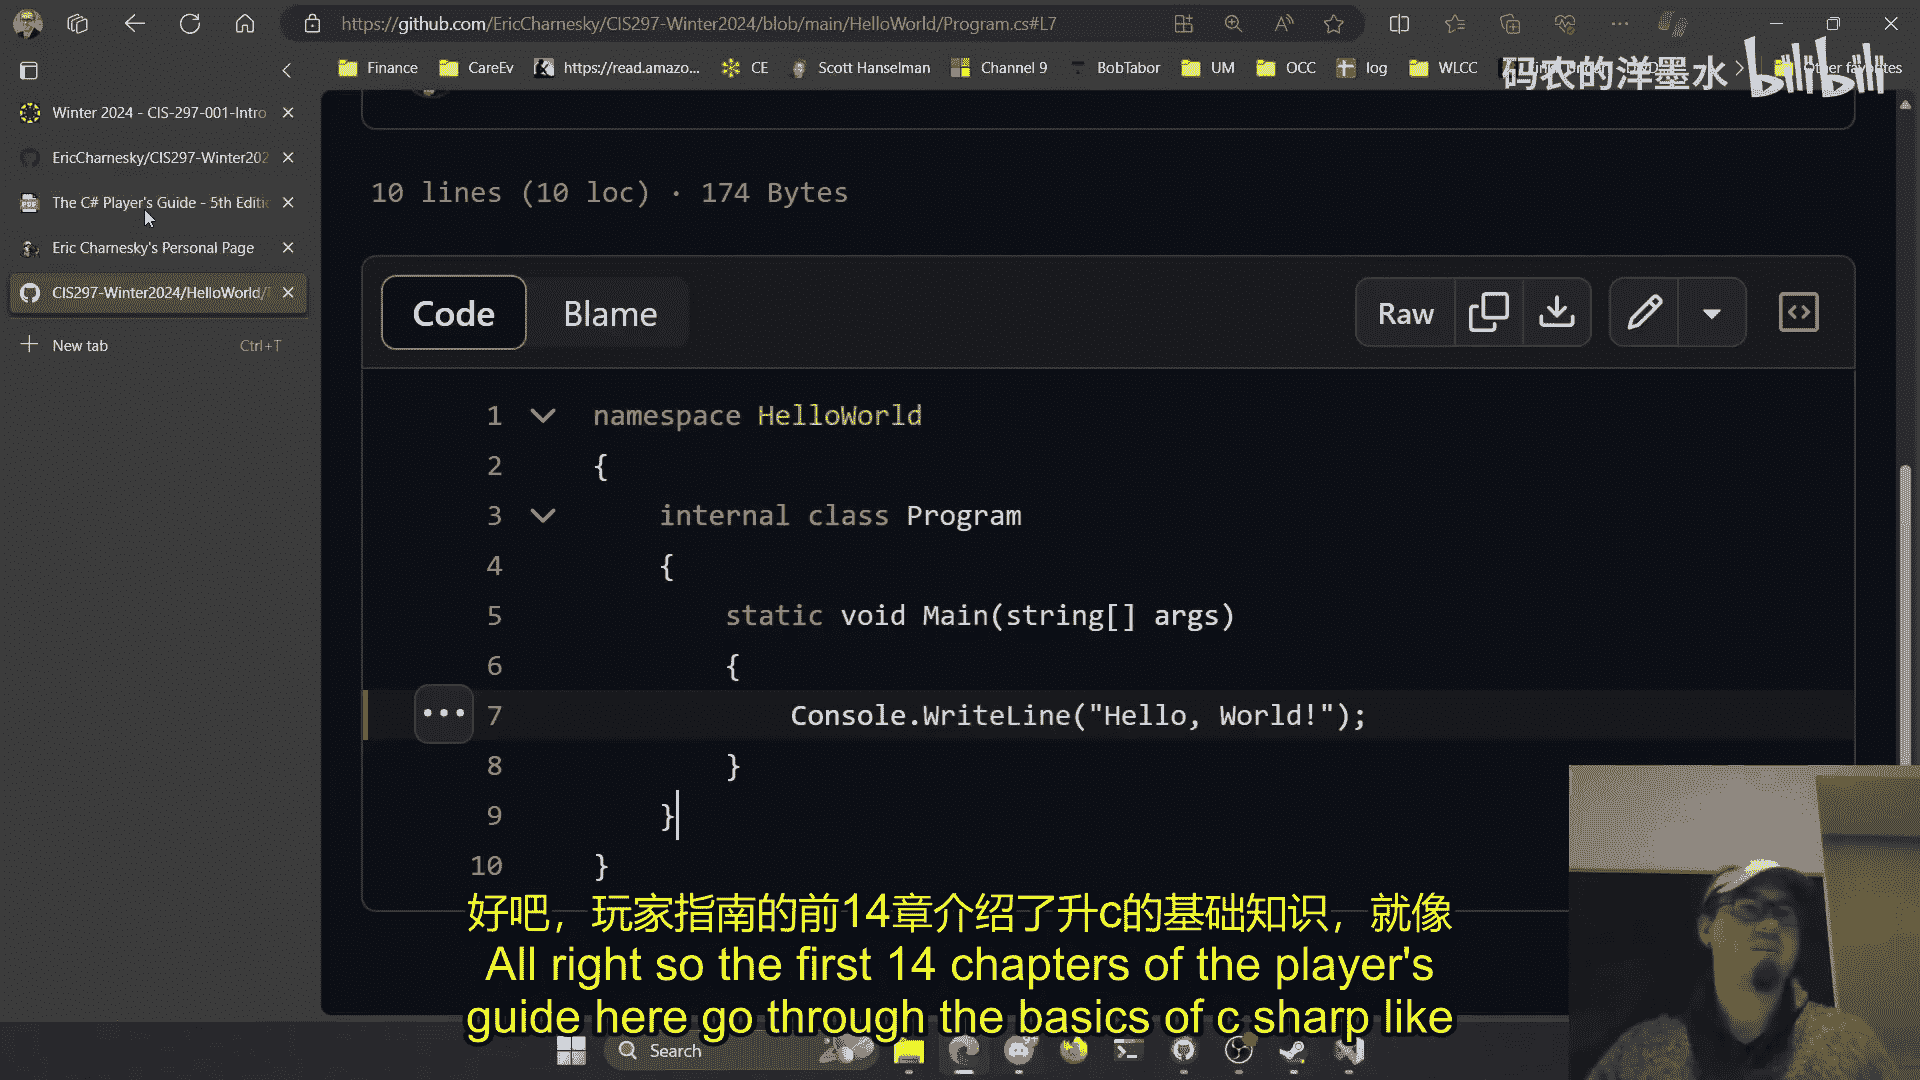 https://github.com/EricCharnesky/CIS297-Winter2024/blob/main/HelloWorld/Program.cs#L7
Finance
CareEv
https://read.amazo...
CE
Scott Hanselman
Channel 9
BobTabor
UM
OCC
log
WLCC
码农的洋墨水
bilibili
Other favorites
Winter 2024 - CIS-297-001-Intro
EricCharnesky/CIS297-Winter202
The C# Player's Guide - 5th Editi
Eric Charnesky's Personal Page
CIS297-Winter2024/HelloWorld/
New tab
Ctrl+T
10 lines (10 loc) · 174 Bytes
Code
Blame
Raw
1 namespace HelloWorld
2 {
3 internal class Program
4 {
5 static void Main(string[] args)
6 {
7 Console.WriteLine("Hello, World!");
8 }
9 }
10 }
好吧，玩家指南的前14章介绍了升c的基础知识，就像
All right so the first 14 chapters of the player's
guide here go through the basics of c sharp like
Search